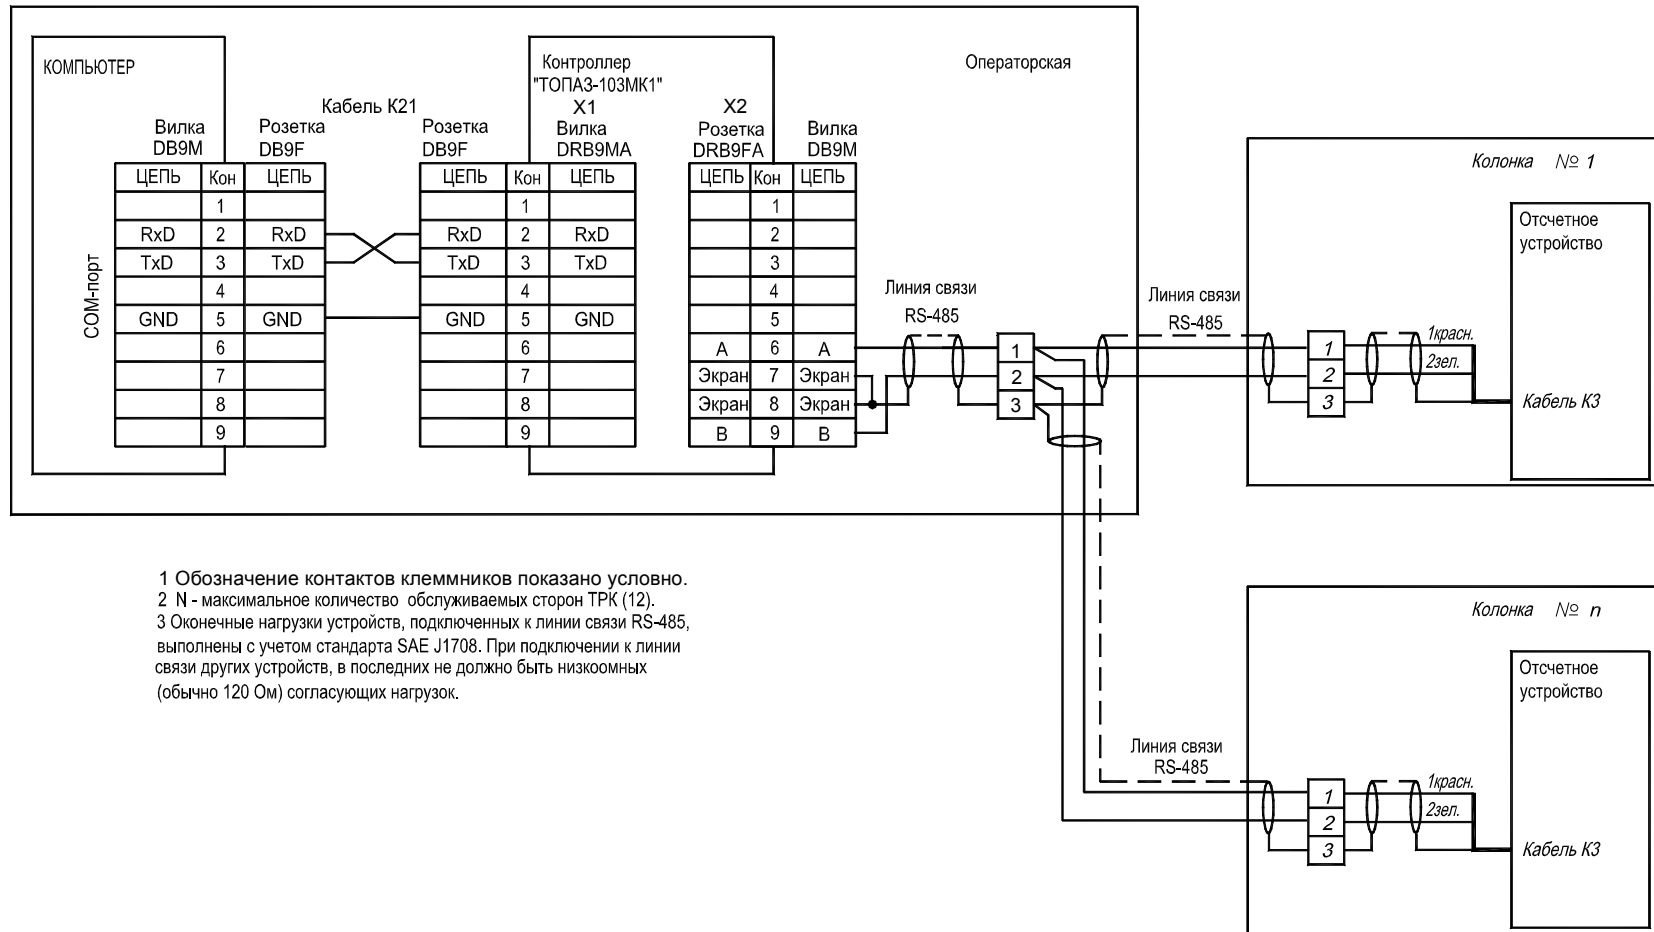 КОМПЬЮТЕР
Контроллер
"ТОПАЗ-103МК1"
Операторская
Кабель К21
X1
X2
Вилка
DB9M
Розетка
DB9F
Розетка
DB9F
Вилка
DRB9MA
Розетка
DRB9FA
Вилка
DB9M
ЦЕПЬ Кон ЦЕПЬ
ЦЕПЬ Кон ЦЕПЬ
ЦЕПЬ Кон ЦЕПЬ
1
1
1
RxD 2 RxD
RxD 2 RxD
2
TxD 3 TxD
TxD 3 TxD
3
4
4
4
GND 5 GND
GND 5 GND
5
6
6
А 6 А
7
7
Экран 7 Экран
8
8
Экран 8 Экран
9
9
В 9 В
COM-порт
Линия связи
RS-485
1
2
3
Линия связи
RS-485
Колонка № 1
Отсчетное
устройство
1
2
3
1красн.
2зел.
Кабель К3
1 Обозначение контактов клеммников показано условно.
2 N - максимальное количество обслуживаемых сторон ТРК (12).
3 Оконечные нагрузки устройств, подключенных к линии связи RS-485,
выполнены с учетом стандарта SAE J1708. При подключении к линии
связи других устройств, в последних не должно быть низкоомных
(обычно 120 Ом) согласующих нагрузок.
Колонка № n
Отсчетное
устройство
Линия связи
RS-485
1
2
3
1красн.
2зел.
Кабель К3